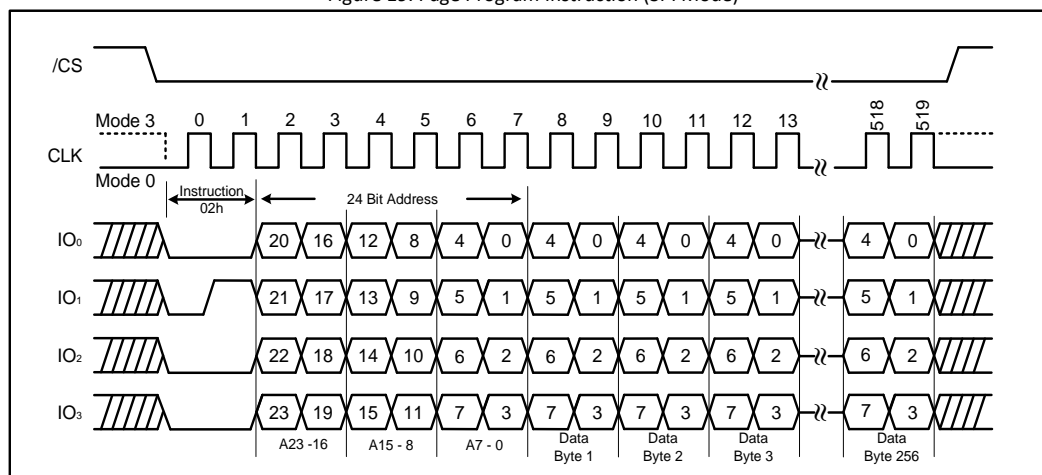 Figure 29. Page Program Instruction (SPI Mode)
/CS
Mode 3 0 1 2 3 4 5 6 7 8 9 10 11 12 13 518 519
CLK
Mode 0
Instruction
02h
24 Bit Address
IO0 20 16 12 8 4 0 4 0 4 0 4 0 4 0
IO1 21 17 13 9 5 1 5 1 5 1 5 1 5 1
IO2 22 18 14 10 6 2 6 2 6 2 6 2 6 2
IO3 23 19 15 11 7 3 7 3 7 3 7 3 7 3
A23 -16 A15 - 8 A7 - 0 Data Data Data Data
Byte 1 Byte 2 Byte 3 Byte 256